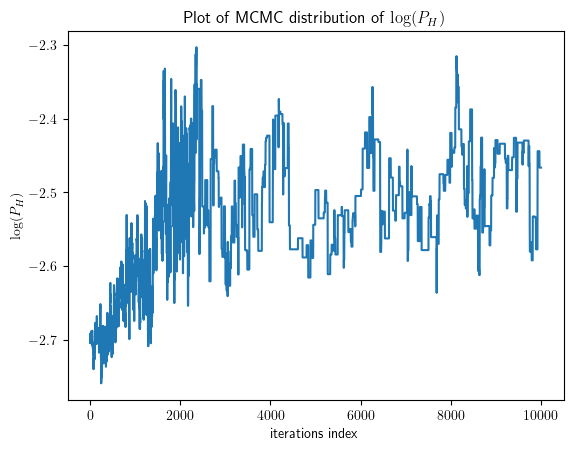 Plot of MCMC distribution of log(P_H)
−2.3
−2.4
−2.5
−2.6
−2.7
log(P_H)
0 2000 4000 6000 8000 10000
iterations index